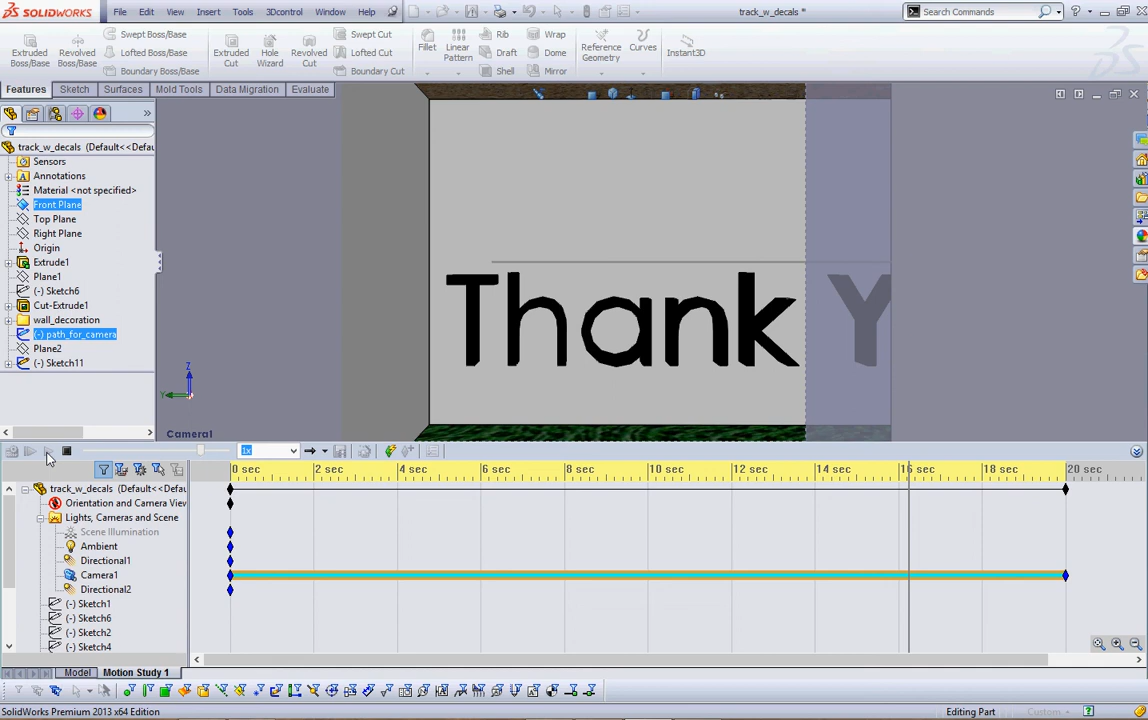 SOLIDWORKS File Edit View Insert Tools 3Dcontrol Window Help track_w_decals * Search Commands
Extruded Boss/Base Revolved Boss/Base Swept Boss/Base Lofted Boss/Base Boundary Boss/Base Extruded Cut Hole Wizard Revolved Cut Swept Cut Lofted Cut Boundary Cut Fillet Linear Pattern Rib Draft Shell Wrap Dome Mirror Reference Geometry Curves Instant3D
Features Sketch Surfaces Mold Tools Data Migration Evaluate
track_w_decals (Default<<Defau
Sensors
Annotations
Material <not specified>
Front Plane
Top Plane
Right Plane
Origin
Extrude1
Plane1
(-) Sketch6
Cut-Extrude1
wall_decoration
(-) path_for_camera
Plane2
(-) Sketch11
Thank Y
Z
Y
Camera1
1x
0 sec 2 sec 4 sec 6 sec 8 sec 10 sec 12 sec 14 sec 16 sec 18 sec 20 sec
track_w_decals (Default<<Defau
Orientation and Camera View
Lights, Cameras and Scene
Scene Illumination
Ambient
Directional1
Camera1
Directional2
(-) Sketch1
(-) Sketch6
(-) Sketch2
(-) Sketch4
Model Motion Study 1
SolidWorks Premium 2013 x64 Edition Editing Part Custom